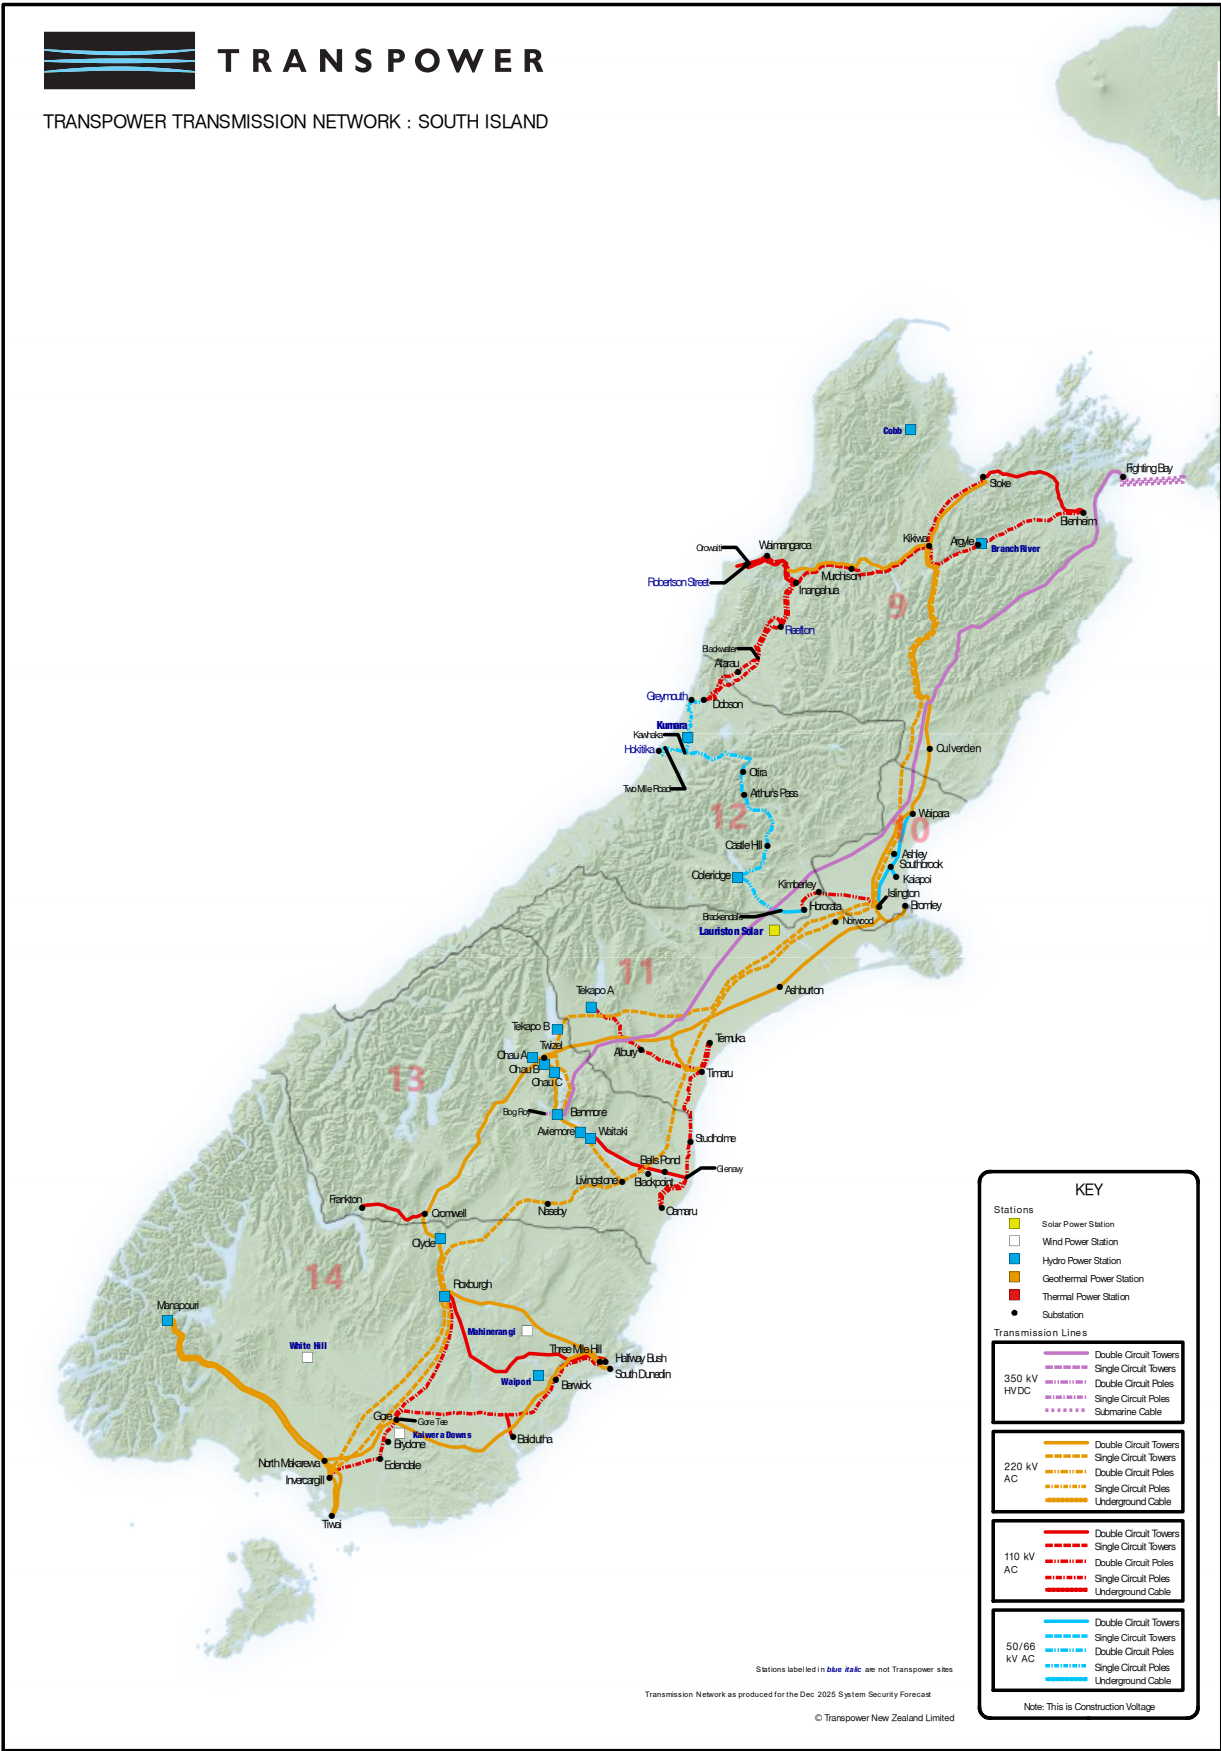 TRANSPOWER
TRANSPOWER TRANSMISSION NETWORK : SOUTH ISLAND
Cobb
Fighting Bay
Stoke
Blenheim
Kikiwa
Argyle
Branch River
Orowaiti
Waimangaroa
Robertson Street
Murchison
Inangahua
9
Reefton
Blackwater
Atarau
Greymouth
Dobson
Kumara
Kawhaka
Hokitika
Culverden
Otira
Two Mile Road
Arthur's Pass
12
Waipara
0
Castle Hill
Ashley
Southbrook
Coleridge
Kaiapoi
Kimberley
Islington
Hororata
Bromley
Brackendale
Norwood
Lauriston Solar
11
Tekapo A
Ashburton
Tekapo B
Temuka
Twizel
Ohau A
Albury
Ohau B
Timaru
Ohau C
13
Bog Roy
Benmore
Aviemore
Waitaki
Studholme
Bells Pond
Glenavy
Livingstone
Blackpoint
Frankton
Cromwell
Naseby
Oamaru
Clyde
14
Roxburgh
Manapouri
Mahinerangi
White Hill
Three Mile Hill
Halfway Bush
South Dunedin
Waipori
Berwick
Gore
Gore Tee
Kaiwera Downs
Brydone
Balclutha
North Makarewa
Edendale
Invercargill
Tiwai
KEY
Stations
Solar Power Station
Wind Power Station
Hydro Power Station
Geothermal Power Station
Thermal Power Station
Substation
Transmission Lines
350 kV
HVDC
Double Circuit Towers
Single Circuit Towers
Double Circuit Poles
Single Circuit Poles
Submarine Cable
220 kV
AC
Double Circuit Towers
Single Circuit Towers
Double Circuit Poles
Single Circuit Poles
Underground Cable
110 kV
AC
Double Circuit Towers
Single Circuit Towers
Double Circuit Poles
Single Circuit Poles
Underground Cable
50/66
kV AC
Double Circuit Towers
Single Circuit Towers
Double Circuit Poles
Single Circuit Poles
Underground Cable
Note: This is Construction Voltage
Stations labelled in blue italic are not Transpower sites
Transmission Network as produced for the Dec 2025 System Security Forecast
© Transpower New Zealand Limited